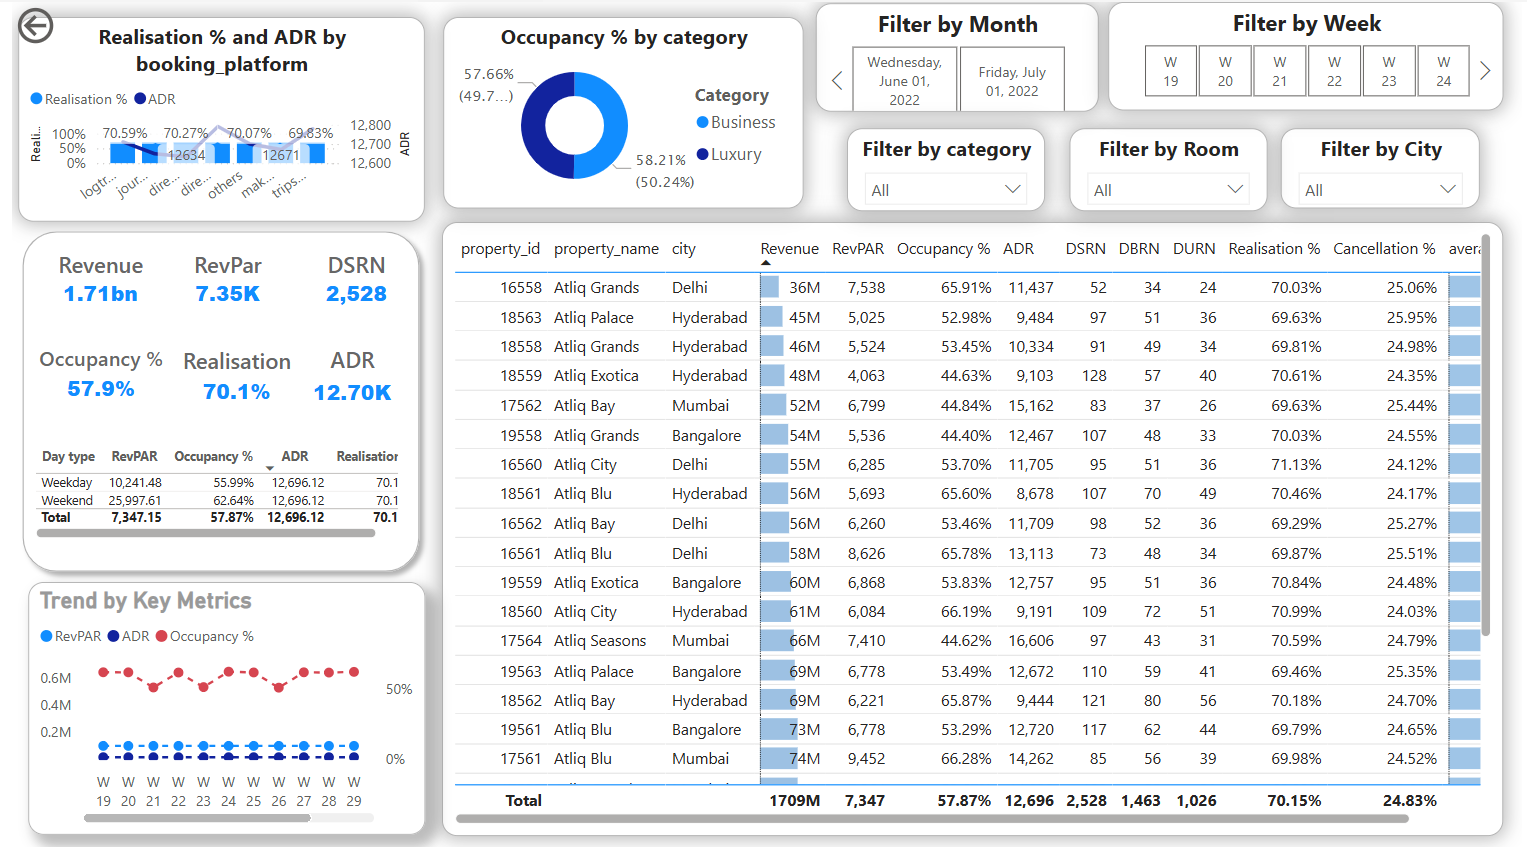 Realisation % and ADR by
booking_platform
Realisation % ADR
Reali...
100%
50%
0%
70.59% 70.27% 70.07% 69.83%
12634 12671
12,800
12,700
12,600
ADR
logtr... jour... dire... dire... others mak... trips...
Occupancy % by category
57.66%
(49.7...)
58.21%
(50.24%)
Category
Business
Luxury
Filter by Month
Wednesday, June 01, 2022
Friday, July 01, 2022
Filter by Week
W 19 W 20 W 21 W 22 W 23 W 24
Filter by category
All
Filter by Room
All
Filter by City
All
Revenue RevPar DSRN
1.71bn 7.35K 2,528
Occupancy % Realisation ADR
57.9% 70.1% 12.70K
Day type RevPAR Occupancy % ADR Realisation
Weekday 10,241.48 55.99% 12,696.12 70.1
Weekend 25,997.61 62.64% 12,696.12 70.1
Total 7,347.15 57.87% 12,696.12 70.1
Trend by Key Metrics
RevPAR ADR Occupancy %
0.6M
0.4M
0.2M
50%
0%
W 19 W 20 W 21 W 22 W 23 W 24 W 25 W 26 W 27 W 28 W 29
property_id property_name city Revenue RevPAR Occupancy % ADR DSRN DBRN DURN Realisation % Cancellation % avera
16558 Atliq Grands Delhi 36M 7,538 65.91% 11,437 52 34 24 70.03% 25.06%
18563 Atliq Palace Hyderabad 45M 5,025 52.98% 9,484 97 51 36 69.63% 25.95%
18558 Atliq Grands Hyderabad 46M 5,524 53.45% 10,334 91 49 34 69.81% 24.98%
18559 Atliq Exotica Hyderabad 48M 4,063 44.63% 9,103 128 57 40 70.61% 24.35%
17562 Atliq Bay Mumbai 52M 6,799 44.84% 15,162 83 37 26 69.63% 25.44%
19558 Atliq Grands Bangalore 54M 5,536 44.40% 12,467 107 48 33 70.03% 24.55%
16560 Atliq City Delhi 55M 6,285 53.70% 11,705 95 51 36 71.13% 24.12%
18561 Atliq Blu Hyderabad 56M 5,693 65.60% 8,678 107 70 49 70.46% 24.17%
16562 Atliq Bay Delhi 56M 6,260 53.46% 11,709 98 52 36 69.29% 25.27%
16561 Atliq Blu Delhi 58M 8,626 65.78% 13,113 73 48 34 69.87% 25.51%
19559 Atliq Exotica Bangalore 60M 6,868 53.83% 12,757 95 51 36 70.84% 24.48%
18560 Atliq City Hyderabad 61M 6,084 66.19% 9,191 109 72 51 70.99% 24.03%
17564 Atliq Seasons Mumbai 66M 7,410 44.62% 16,606 97 43 31 70.59% 24.79%
19563 Atliq Palace Bangalore 69M 6,778 53.49% 12,672 110 59 41 69.46% 25.35%
18562 Atliq Bay Hyderabad 69M 6,221 65.87% 9,444 121 80 56 70.18% 24.70%
19561 Atliq Blu Bangalore 73M 6,778 53.29% 12,720 117 62 44 69.79% 24.65%
17561 Atliq Blu Mumbai 74M 9,452 66.28% 14,262 85 56 39 69.98% 24.52%
Total 1709M 7,347 57.87% 12,696 2,528 1,463 1,026 70.15% 24.83%